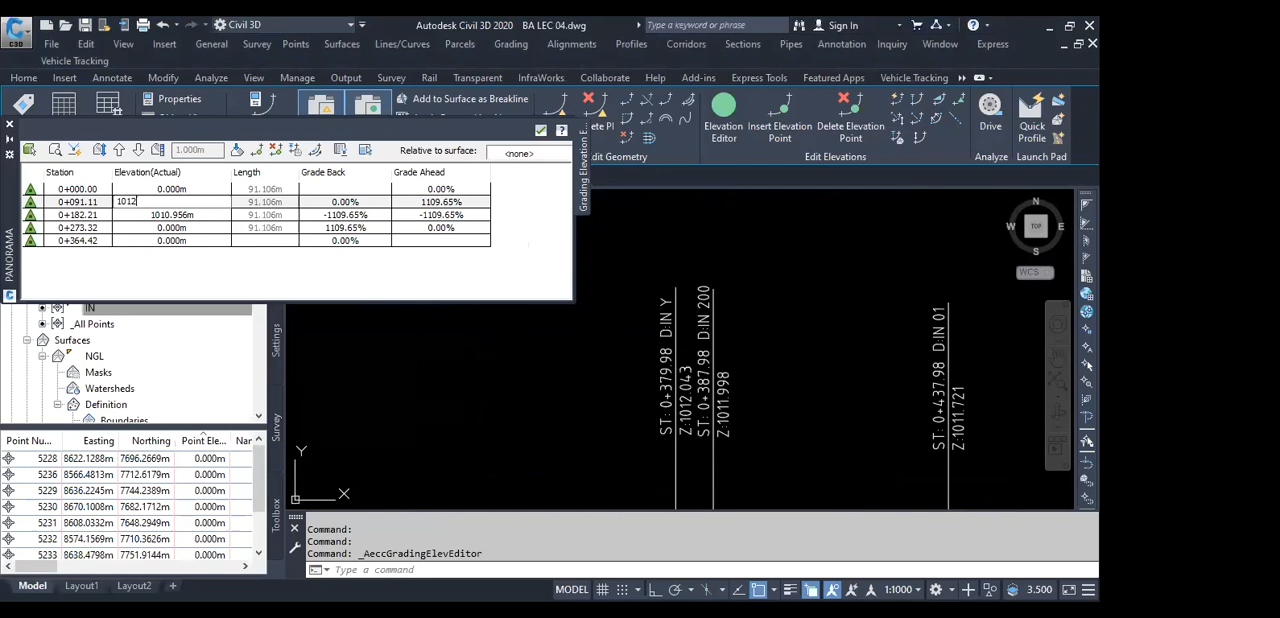 C3D
Civil 3D
Autodesk Civil 3D 2020 BA LEC 04.dwg
Type a keyword or phrase
Sign In
File Edit View Insert General Survey Points Surfaces Lines/Curves Parcels Grading Alignments Profiles Corridors Sections Pipes Annotation Inquiry Window Express
Vehicle Tracking
Home Insert Annotate Modify Analyze View Manage Output Survey Rail Transparent InfraWorks Collaborate Help Add-ins Express Tools Featured Apps Vehicle Tracking
Properties
Add to Surface as Breakline
Elevation Editor
Insert Elevation Point
Delete Elevation Point
Drive
Quick Profile
Edit Elevations
Analyze
Launch Pad
1.000m
Relative to surface: <none>
Station Elevation(Actual) Length Grade Back Grade Ahead
0+000.00 0.000m 91.106m 0.00%
0+091.11 1012 91.106m 0.00% 1109.65%
0+182.21 1010.956m 91.106m -1109.65% -1109.65%
0+273.32 0.000m 91.106m 1109.65% 0.00%
0+364.42 0.000m 0.00%
PANORAMA
IN
_All Points
Surfaces
NGL
Masks
Watersheds
Definition
Settings
Survey
Toolbox
Point Nu... Easting Northing Point Ele...
5228 8622.1288m 7696.2669m 0.000m
5236 8566.4813m 7712.6179m 0.000m
5229 8636.2245m 7744.2389m 0.000m
5230 8670.1008m 7682.1712m 0.000m
5231 8608.0332m 7648.2949m 0.000m
5232 8574.1569m 7710.3626m 0.000m
5233 8638.4798m 7751.9144m 0.000m
ST: 0+379.98 D:IN Y
Z:1012.043
ST: 0+387.98 D:IN 200
Z:1011.998
ST: 0+437.98 D:IN 01
Z:1011.721
N
W TOP E
S
WCS
Y
X
Command:
Command:
Command: _AeccGradingElevEditor
Type a command
Model Layout1 Layout2 +
MODEL
1:1000
3.500